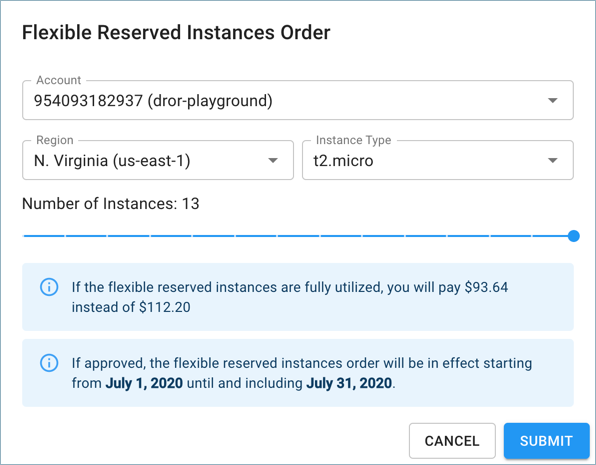 Flexible Reserved Instances Order
Account
954093182937 (dror-playground)
Region
N. Virginia (us-east-1)
Instance Type
t2.micro
Number of Instances: 13
If the flexible reserved instances are fully utilized, you will pay $93.64
instead of $112.20
If approved, the flexible reserved instances order will be in effect starting
from July 1, 2020 until and including July 31, 2020.
CANCEL
SUBMIT